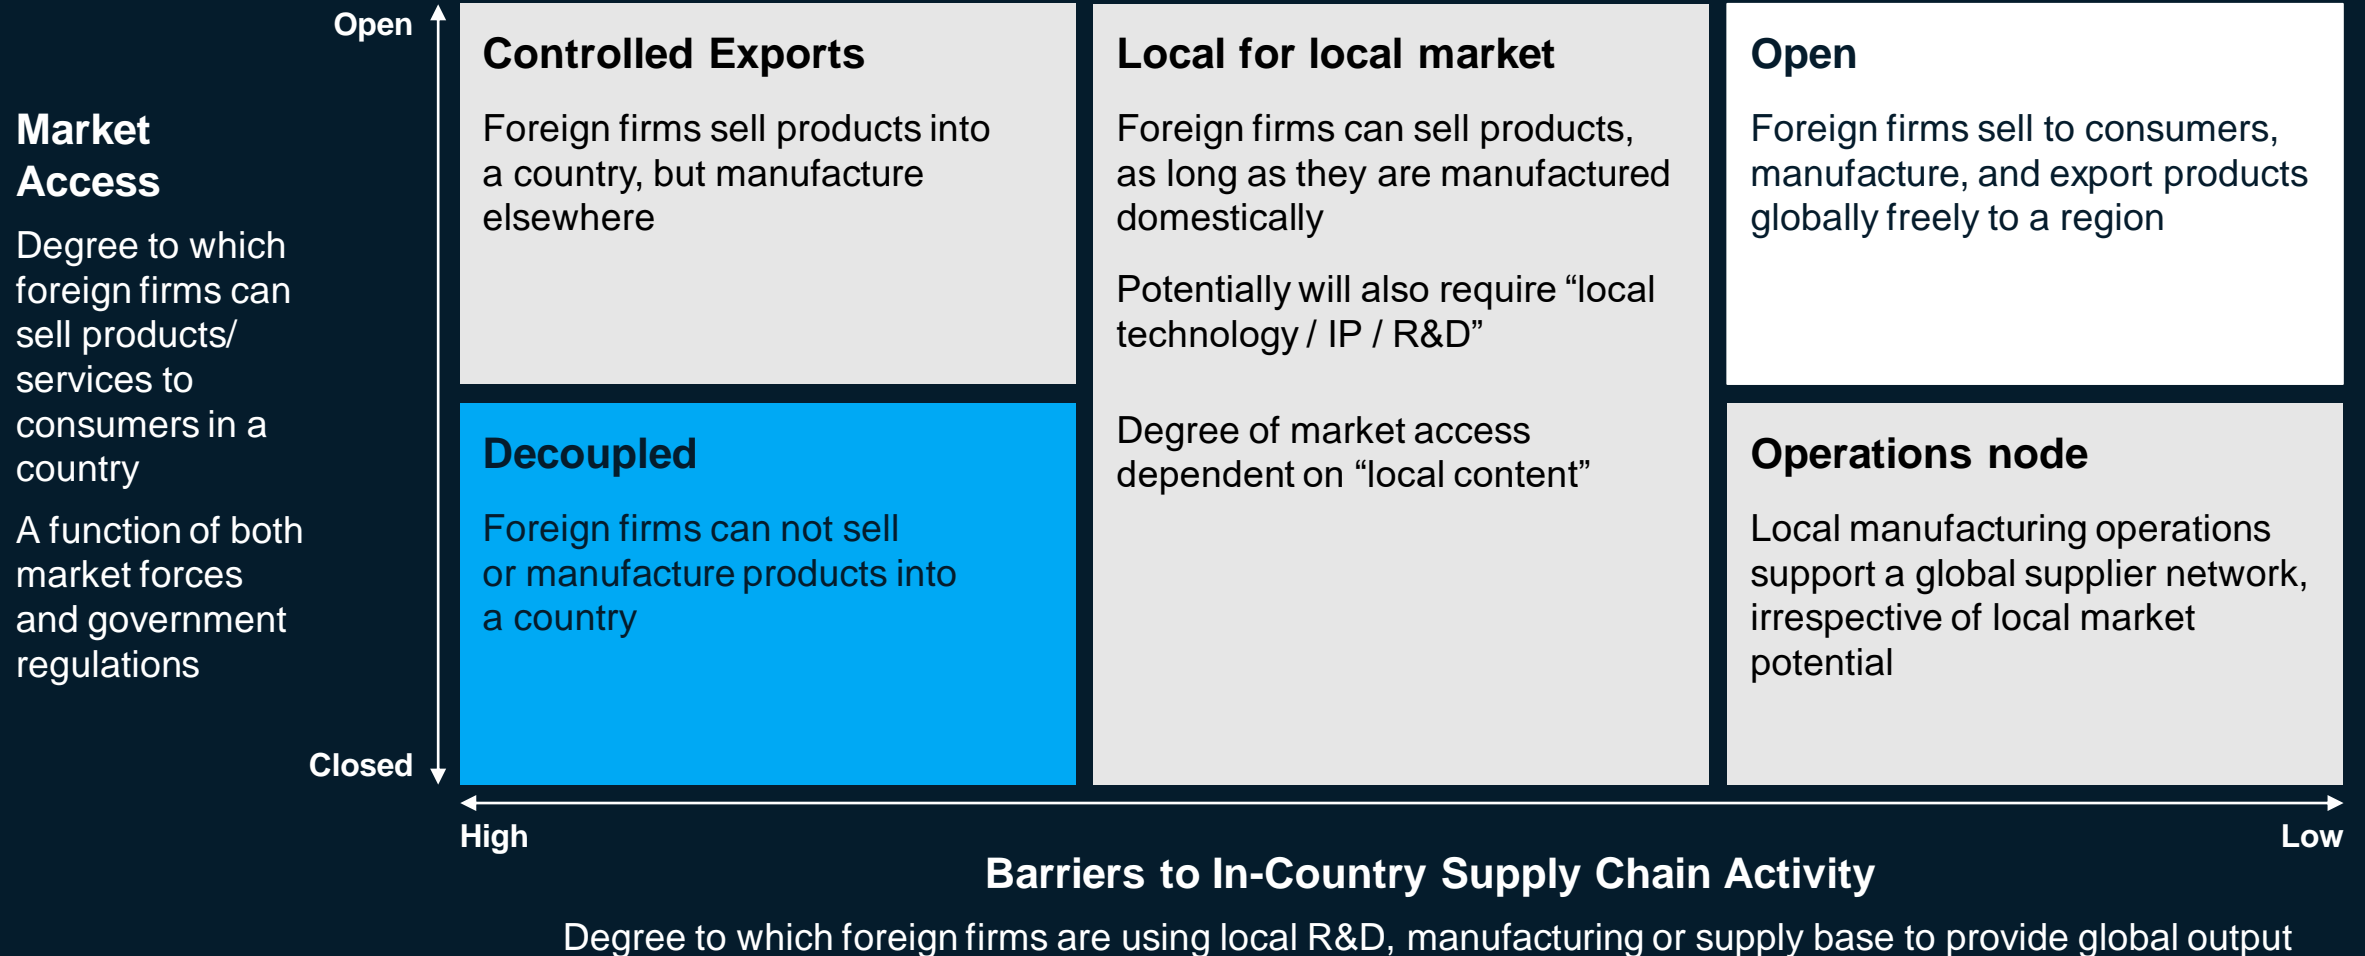 Open
Market
Access
Degree to which
foreign firms can
sell products/
services to
consumers in a
country
A function of both
market forces
and government
regulations
Closed
Controlled Exports
Foreign firms sell products into
a country, but manufacture
elsewhere
Local for local market
Foreign firms can sell products,
as long as they are manufactured
domestically
Potentially will also require “local
technology / IP / R&D”
Degree of market access
dependent on “local content”
Open
Foreign firms sell to consumers,
manufacture, and export products
globally freely to a region
Decoupled
Foreign firms can not sell
or manufacture products into
a country
Operations node
Local manufacturing operations
support a global supplier network,
irrespective of local market
potential
High
Low
Barriers to In-Country Supply Chain Activity
Degree to which foreign firms are using local R&D, manufacturing or supply base to provide global output